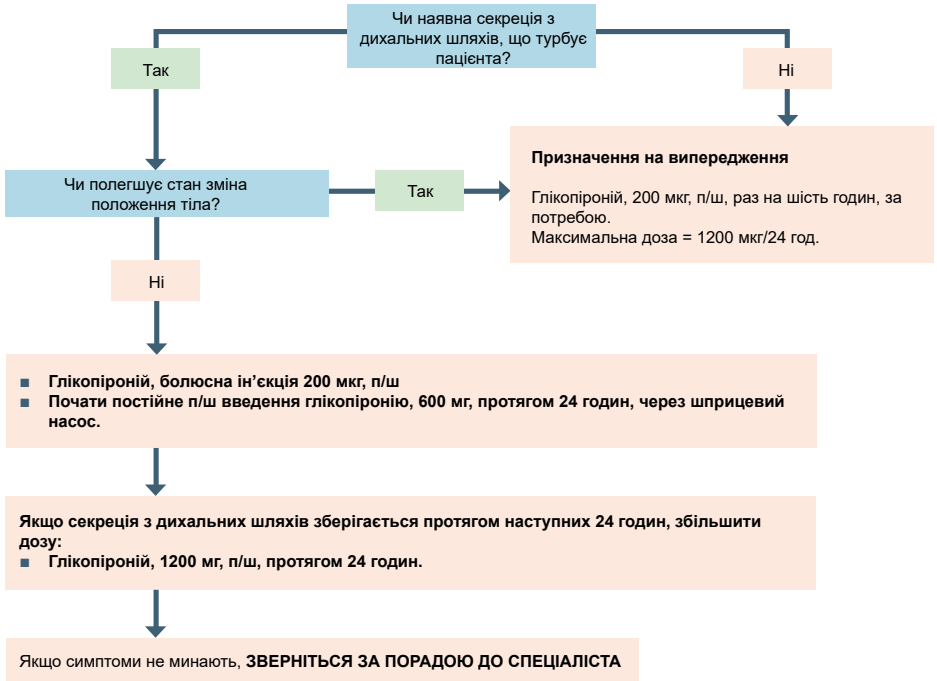 Чи наявна секреція з
дихальних шляхів, що турбує
пацієнта?
Так
Ні
Призначення на випередження
Глікопіроній, 200 мкг, п/ш, раз на шість годин, за
потребою.
Максимальна доза = 1200 мкг/24 год.
Чи полегшує стан зміна
положення тіла?
Так
Ні
■ Глікопіроній, болюсна ін’єкція 200 мкг, п/ш
■ Почати постійне п/ш введення глікопіронію, 600 мг, протягом 24 годин, через шприцевий
насос.
Якщо секреція з дихальних шляхів зберігається протягом наступних 24 годин, збільшити
дозу:
■ Глікопіроній, 1200 мг, п/ш, протягом 24 годин.
Якщо симптоми не минають, ЗВЕРНІТЬСЯ ЗА ПОРАДОЮ ДО СПЕЦІАЛІСТА